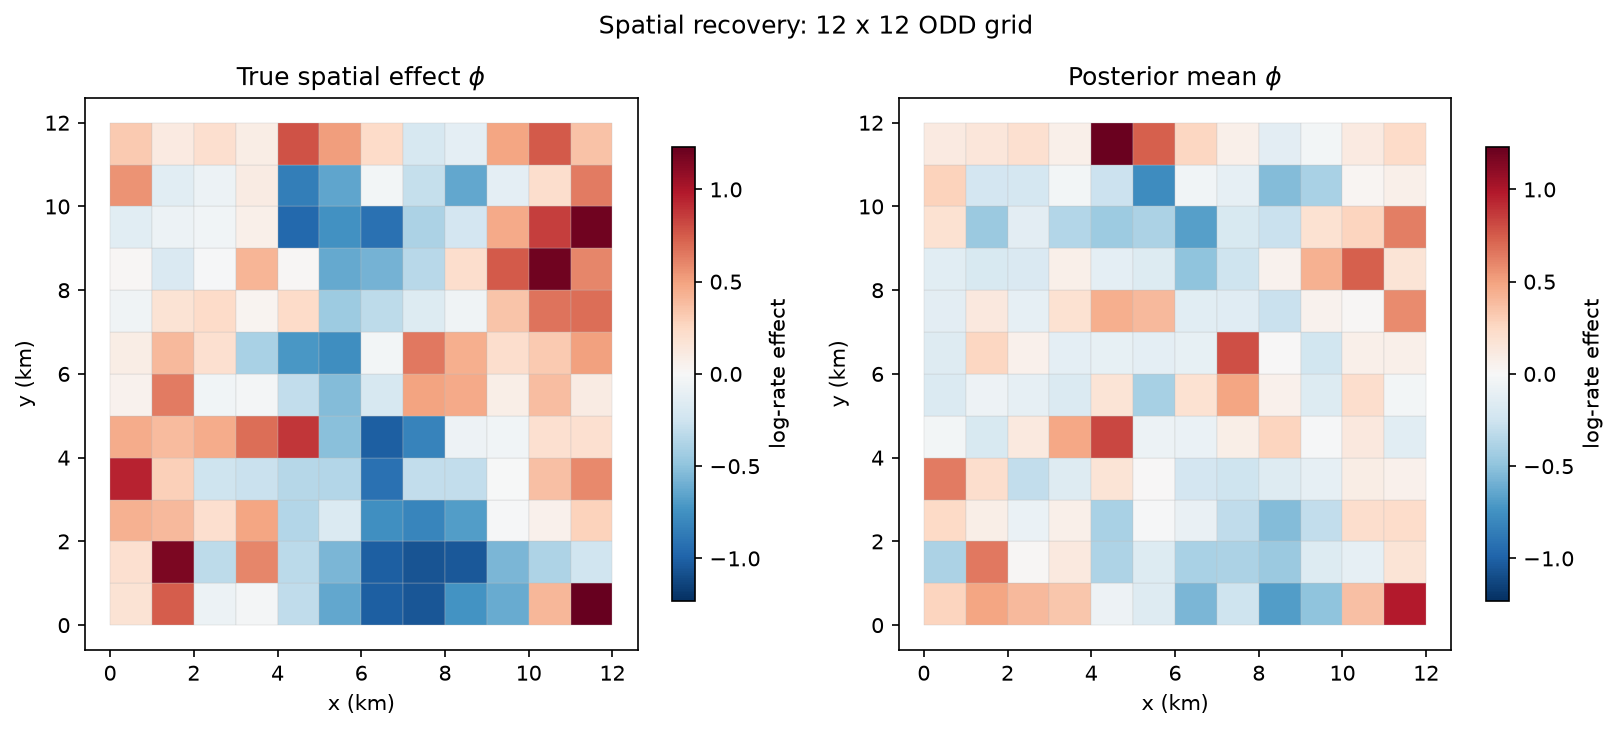 Spatial recovery: 12 x 12 ODD grid
True spatial effect ϕ
12
10
8
6
4
2
0
y (km)
0 2 4 6 8 10 12
x (km)
1.0
0.5
0.0
−0.5
−1.0
log-rate effect
Posterior mean ϕ
12
10
8
6
4
2
0
y (km)
0 2 4 6 8 10 12
x (km)
1.0
0.5
0.0
−0.5
−1.0
log-rate effect